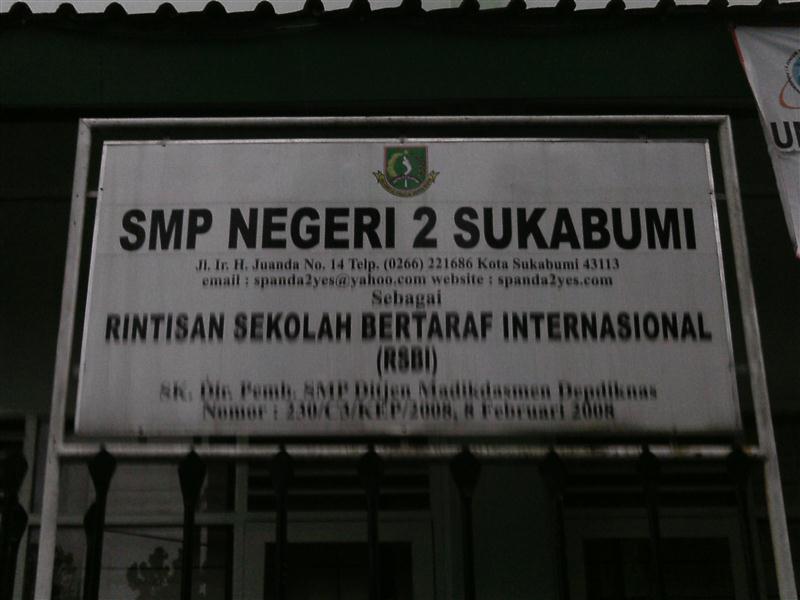 SMP NEGERI 2 SUKABUMI
Jl. Ir. H. Juanda No. 14 Telp. (0266) 221686 Kota Sukabumi 43113
email : spanda2yes@yahoo.com website : spanda2yes.com
Sebagai
RINTISAN SEKOLAH BERTARAF INTERNASIONAL
(RSBI)
SK. Dir. Pemb. SMP Ditjen Madikdasmen Depdiknas
Nomor : 230/C3/KEP/2008, 8 Februari 2008